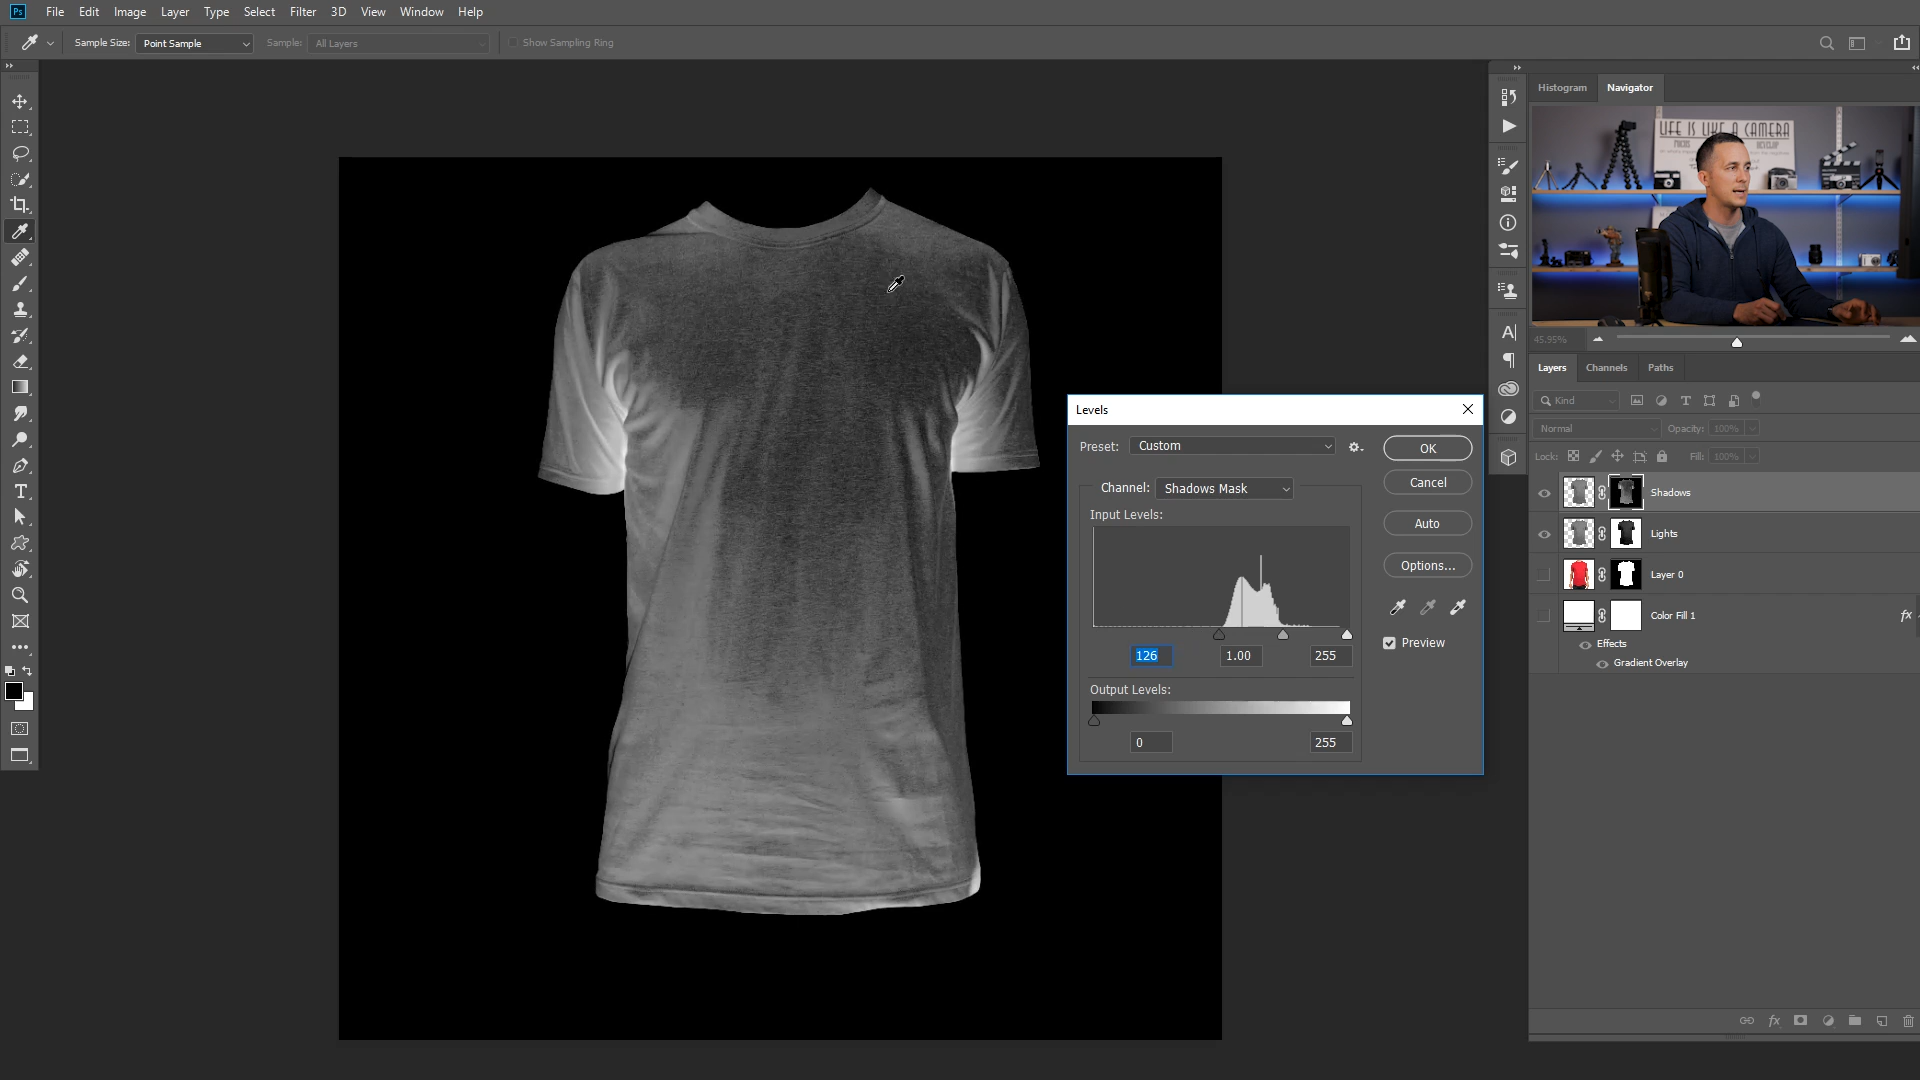 Ps File Edit Image Layer Type Select Filter 3D View Window Help
Sample Size: Point Sample Sample: All Layers Show Sampling Ring
Histogram Navigator
LIFE IS LIKE A CAMERA
45.95%
Layers Channels Paths
Kind
Normal Opacity: 100%
Lock: Fill: 100%
Shadows
Lights
Layer 0
Color Fill 1 fx
Effects
Gradient Overlay
Levels
Preset: Custom OK
Channel: Shadows Mask Cancel
Input Levels:
Auto
Options...
Preview
126 1.00 255
Output Levels:
0 255
fx